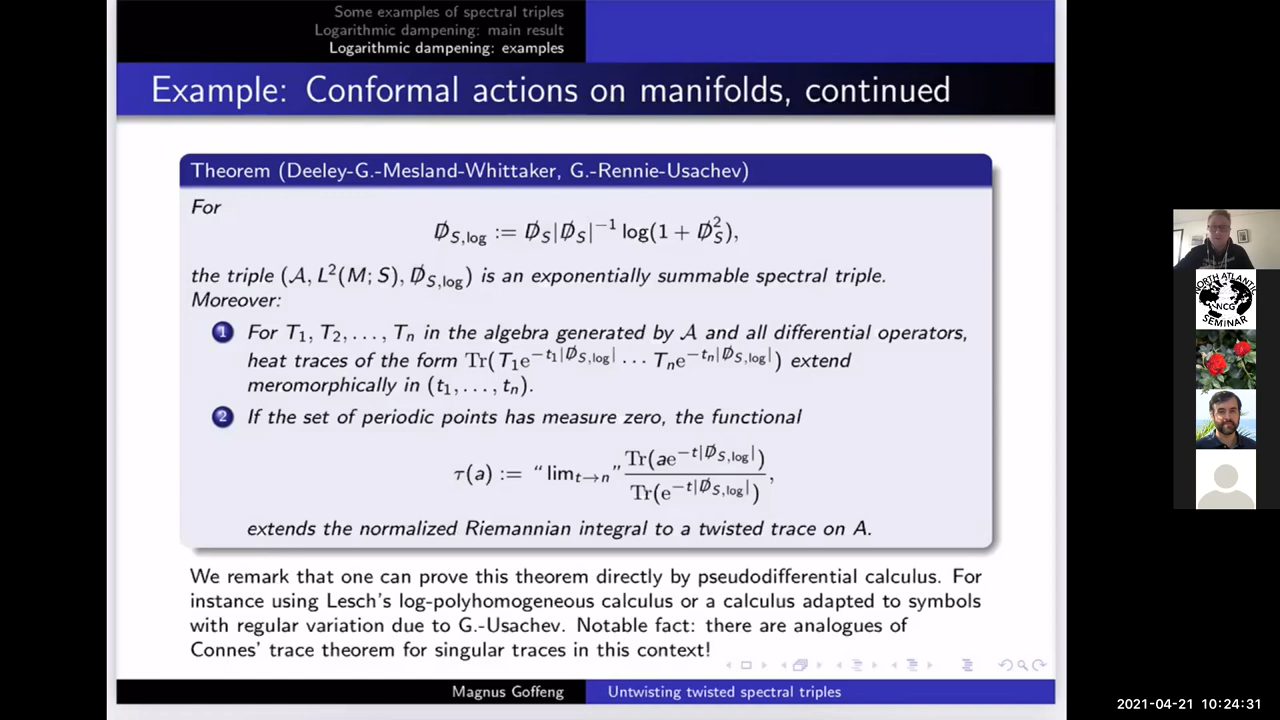 Some examples of spectral triples
Logarithmic dampening: main result
Logarithmic dampening: examples
Example: Conformal actions on manifolds, continued
Theorem (Deeley-G.-Mesland-Whittaker, G.-Rennie-Usachev)
For
D̸_{S,log} := D̸_S|D̸_S|^{-1} log(1 + D̸_S^2),
the triple (𝒜, L^2(M; S), D̸_{S,log}) is an exponentially summable spectral triple.
Moreover:
1 For T_1, T_2, . . . , T_n in the algebra generated by 𝒜 and all differential operators,
heat traces of the form Tr(T_1e^{-t_1|D̸_{S,log}|} · · · T_ne^{-t_n|D̸_{S,log}|}) extend
meromorphically in (t_1, . . . , t_n).
2 If the set of periodic points has measure zero, the functional
τ(a) := "lim_{t→n}" Tr(ae^{-t|D̸_{S,log}|}) / Tr(e^{-t|D̸_{S,log}|}),
extends the normalized Riemannian integral to a twisted trace on A.
We remark that one can prove this theorem directly by pseudodifferential calculus. For
instance using Lesch's log-polyhomogeneous calculus or a calculus adapted to symbols
with regular variation due to G.-Usachev. Notable fact: there are analogues of
Connes' trace theorem for singular traces in this context!
Magnus Goffeng
Untwisting twisted spectral triples
NORTH ATLANTIC
NCG
SEMINAR
2021-04-21 10:24:31